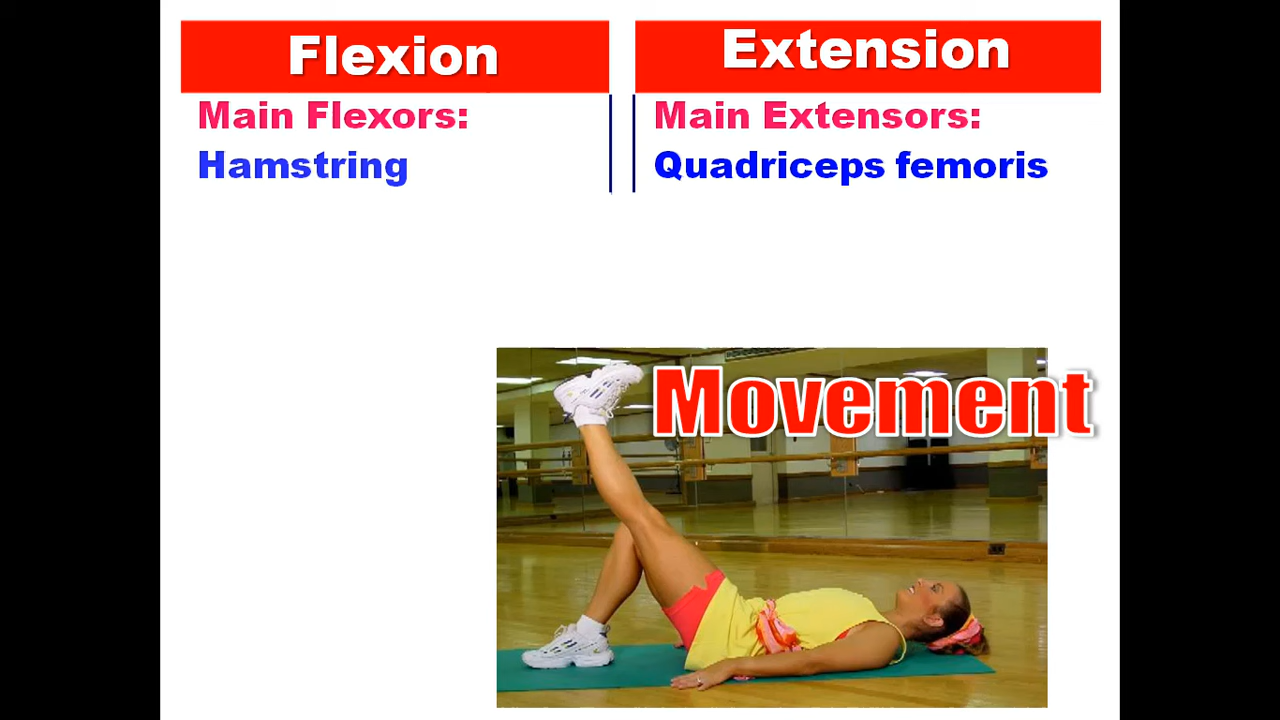 Flexion
Main Flexors:
Hamstring
Extension
Main Extensors:
Quadriceps femoris
Movement